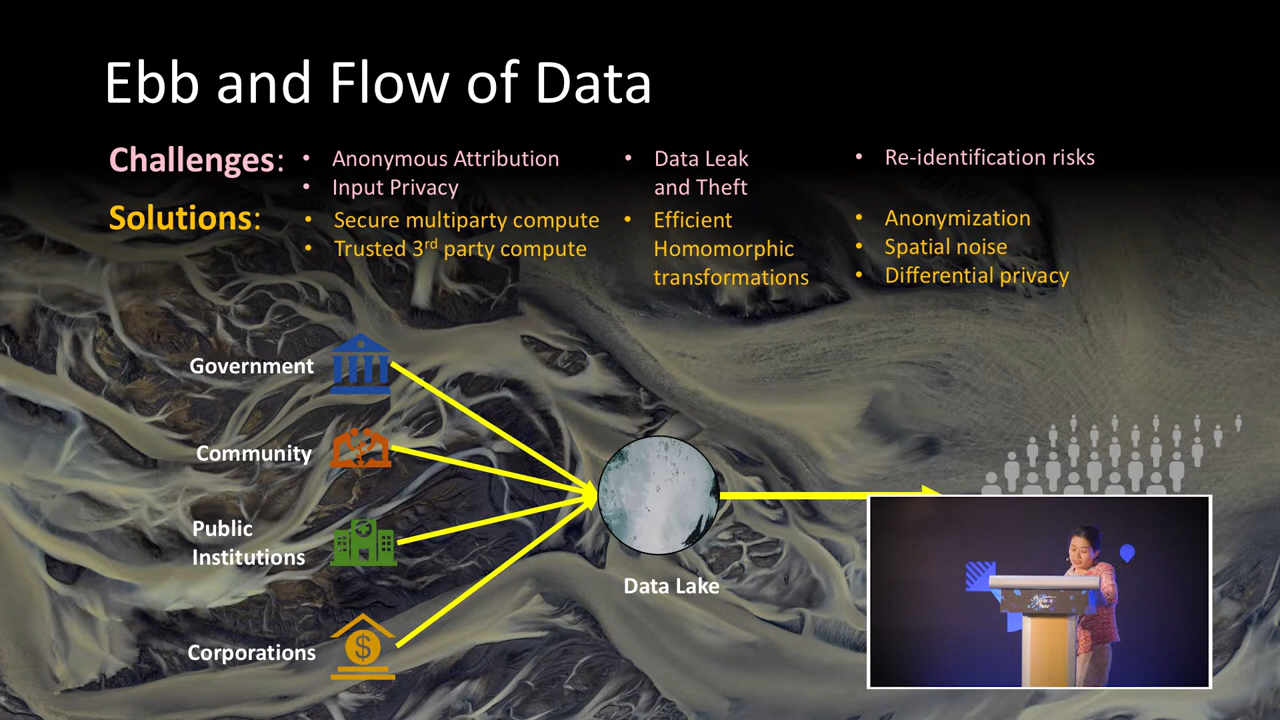 Ebb and Flow of Data
Challenges:
• Anonymous Attribution
• Input Privacy
• Data Leak
and Theft
• Re-identification risks
Solutions:
• Secure multiparty compute
• Trusted 3rd party compute
• Efficient
Homomorphic
transformations
• Anonymization
• Spatial noise
• Differential privacy
Government
Community
Public
Institutions
Corporations
$
Data Lake